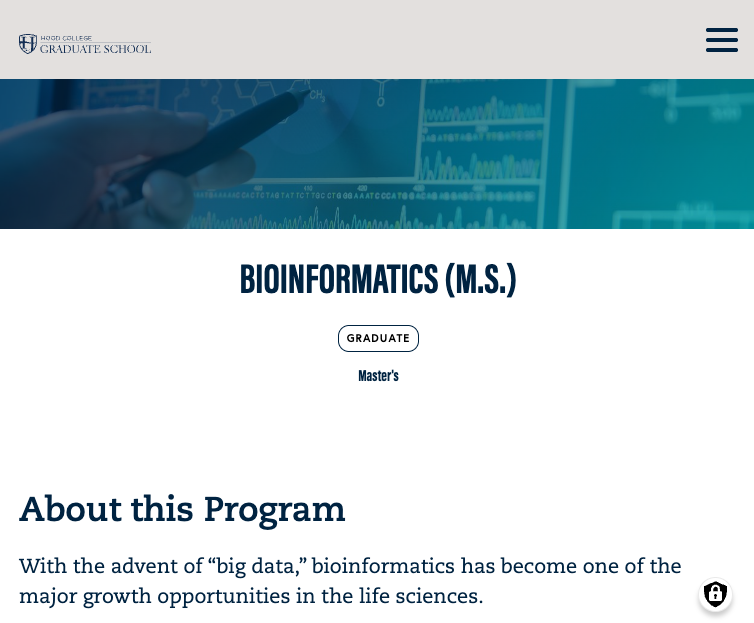 HOOD COLLEGE
GRADUATE SCHOOL
CH₂
O
BIOINFORMATICS (M.S.)
GRADUATE
Master's
About this Program
With the advent of “big data,” bioinformatics has become one of the
major growth opportunities in the life sciences.